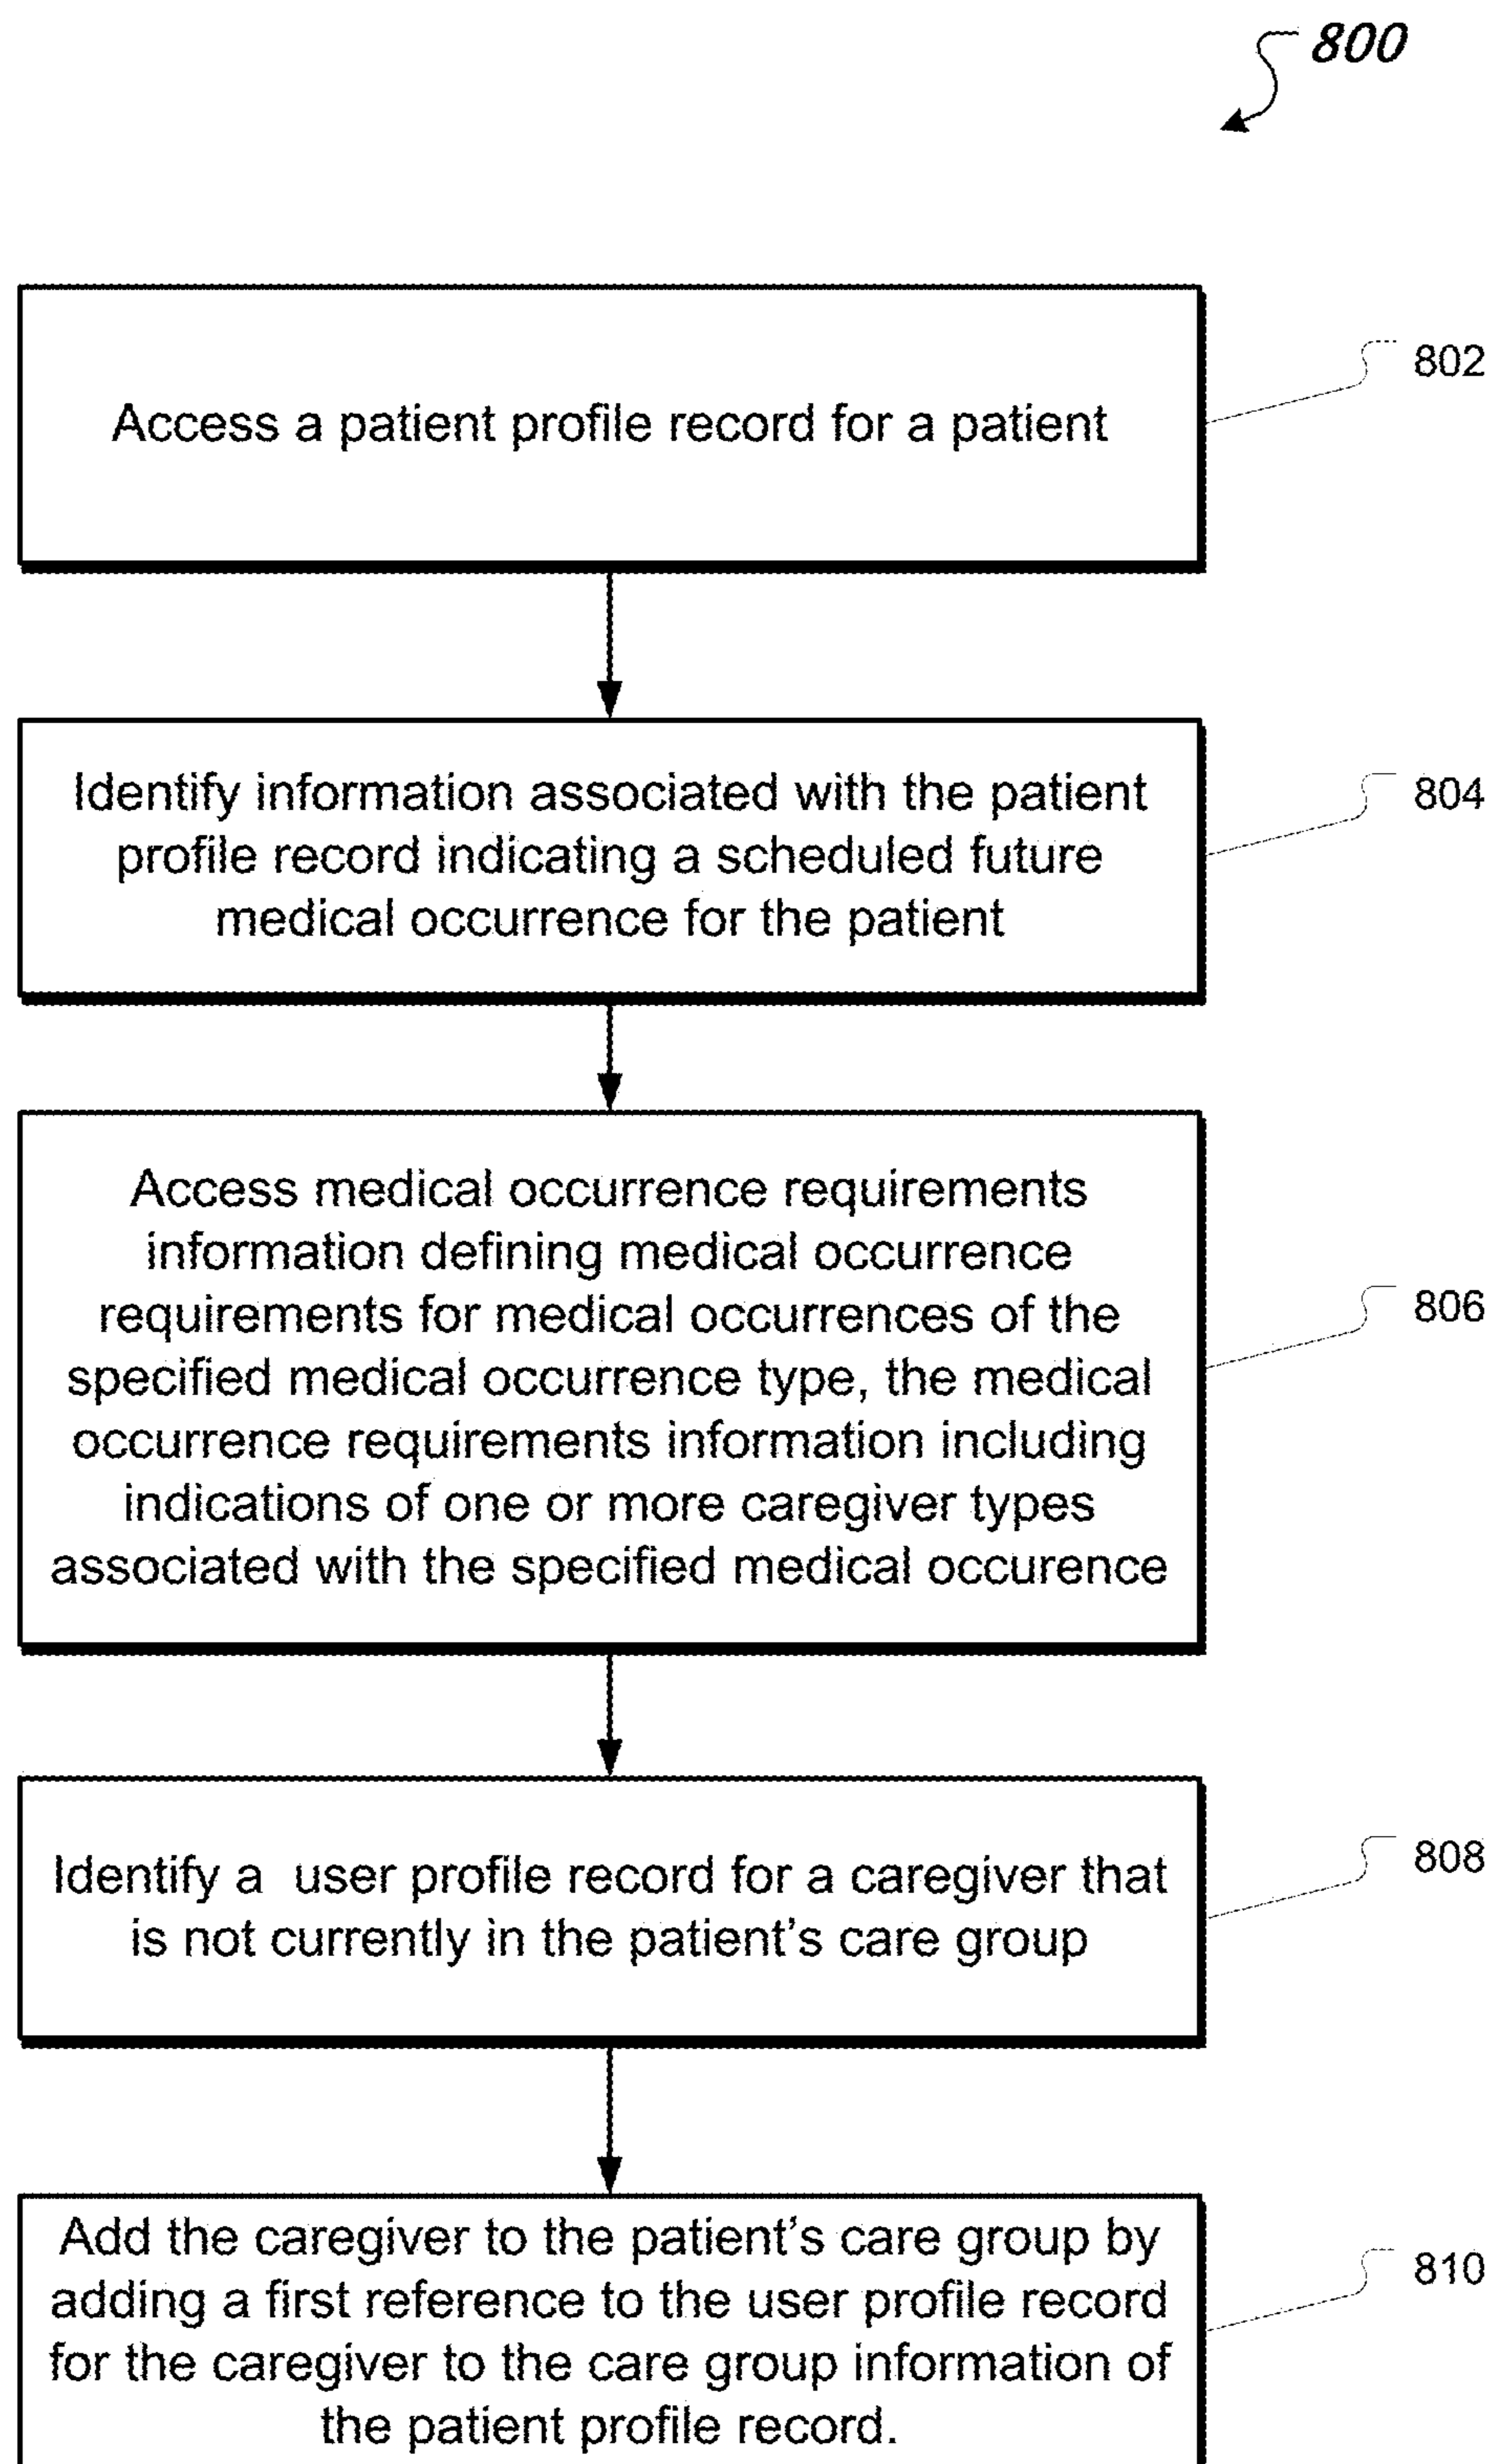 800
Access a patient profile record for a patient
802
Identify information associated with the patient
profile record indicating a scheduled future
medical occurrence for the patient
804
Access medical occurrence requirements
information defining medical occurrence
requirements for medical occurrences of the
specified medical occurrence type, the medical
occurrence requirements information including
indications of one or more caregiver types
associated with the specified medical occurence
806
Identify a  user profile record for a caregiver that
is not currently in the patient's care group
808
Add the caregiver to the patient's care group by
adding a first reference to the user profile record
for the caregiver to the care group information of
the patient profile record.
810